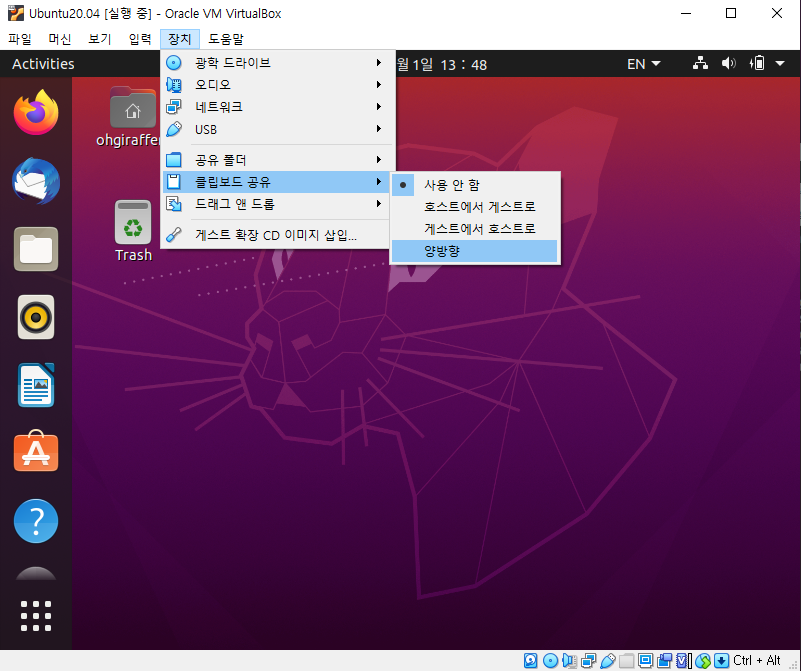 Ubuntu20.04 [실행 중] - Oracle VM VirtualBox
파일 머신 보기 입력 장치 도움말
Activities
월 1일 13 : 48
EN
광학 드라이브
오디오
네트워크
USB
공유 폴더
클립보드 공유
드래그 앤 드롭
게스트 확장 CD 이미지 삽입...
사용 안 함
호스트에서 게스트로
게스트에서 호스트로
양방향
ohgiraffe
Trash
Ctrl + Alt